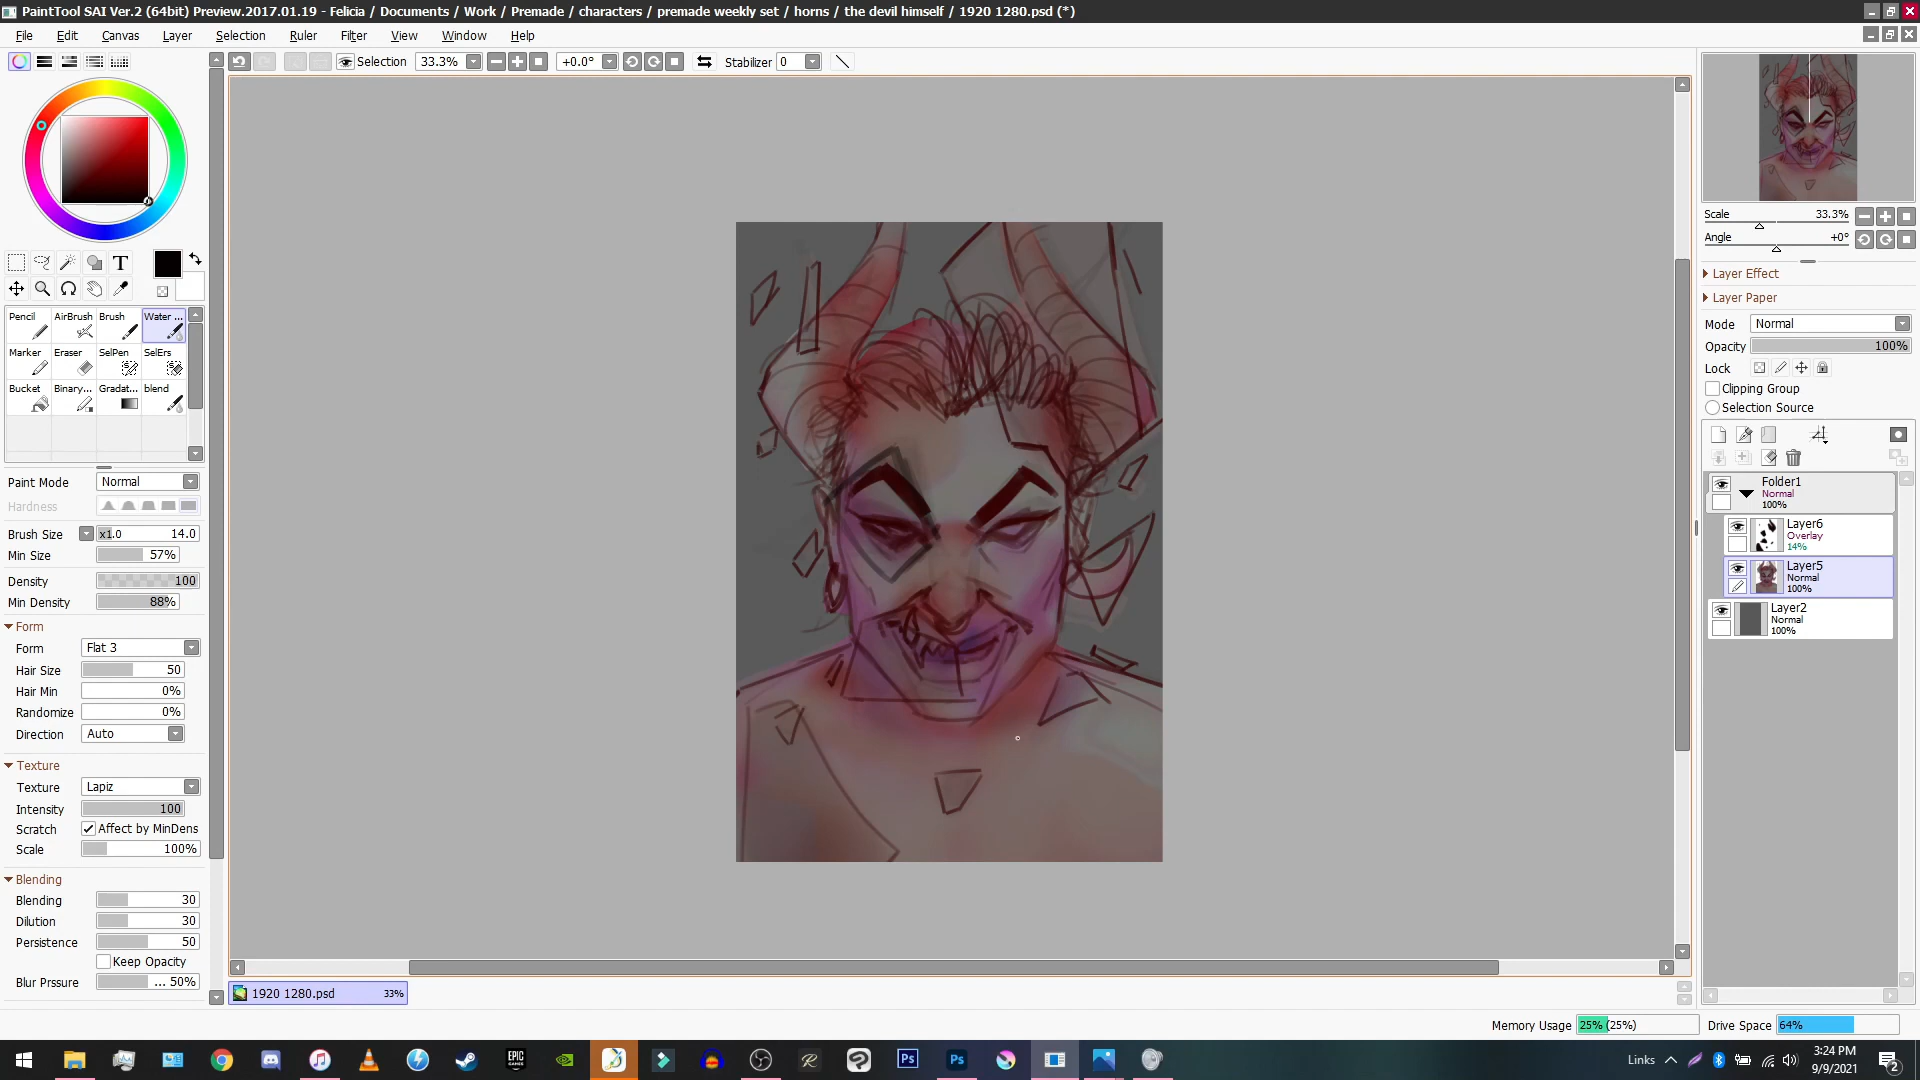 PaintTool SAI Ver.2 (64bit) Preview.2017.01.19 - Felicia / Documents / Work / Premade / characters / premade weekly set / horns / the devil himself / 1920 1280.psd (*)
File Edit Canvas Layer Selection Ruler Filter View Window Help
Selection 33.3% +0.0° Stabilizer 0
T
Pencil AirBrush Brush Water ...
Marker Eraser SelPen SelErs
Bucket Binary... Gradat... blend
Paint Mode Normal
Hardness
Brush Size x1.0 14.0
Min Size 57%
Density 100
Min Density 88%
Form
Form Flat 3
Hair Size 50
Hair Min 0%
Randomize 0%
Direction Auto
Texture
Texture Lapiz
Intensity 100
Scratch Affect by MinDens
Scale 100%
Blending
Blending 30
Dilution 30
Persistence 50
Keep Opacity
Blur Prssure ... 50%
1920 1280.psd 33%
Scale 33.3%
Angle +0°
Layer Effect
Layer Paper
Mode Normal
Opacity 100%
Lock
Clipping Group
Selection Source
Folder1
Normal
100%
Layer6
Overlay
14%
Layer5
Normal
100%
Layer2
Normal
100%
Memory Usage 25% (25%) Drive Space 64%
EPIC
GAMES
Ps
Ps
Links
3:24 PM
9/9/2021
2